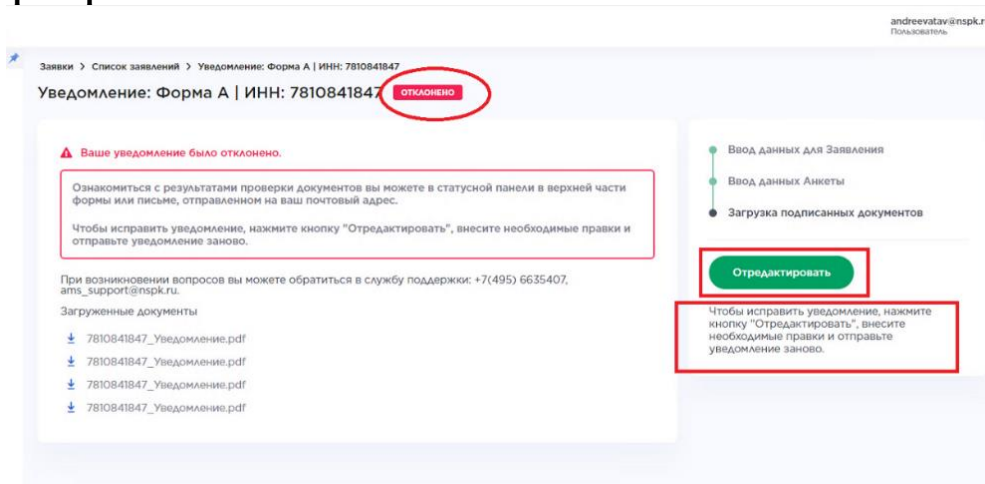 andreevatav@nspk.r
Пользователь
Заявки > Список заявлений > Уведомление: Форма А | ИНН: 7810841847
Уведомление: Форма А | ИНН: 7810841847 ОТКЛОНЕНО
Ваше уведомление было отклонено.
Ознакомиться с результатами проверки документов вы можете в статусной панели в верхней части
формы или письме, отправленном на ваш почтовый адрес.
Чтобы исправить уведомление, нажмите кнопку "Отредактировать", внесите необходимые правки и
отправьте уведомление заново.
При возникновении вопросов вы можете обратиться в службу поддержки: +7(495) 6635407,
ams_support@nspk.ru.
Загруженные документы
7810841847_Уведомление.pdf
7810841847_Уведомление.pdf
7810841847_Уведомление.pdf
7810841847_Уведомление.pdf
Ввод данных для Заявления
Ввод данных Анкеты
Загрузка подписанных документов
Отредактировать
Чтобы исправить уведомление, нажмите
кнопку "Отредактировать", внесите
необходимые правки и отправьте
уведомление заново.